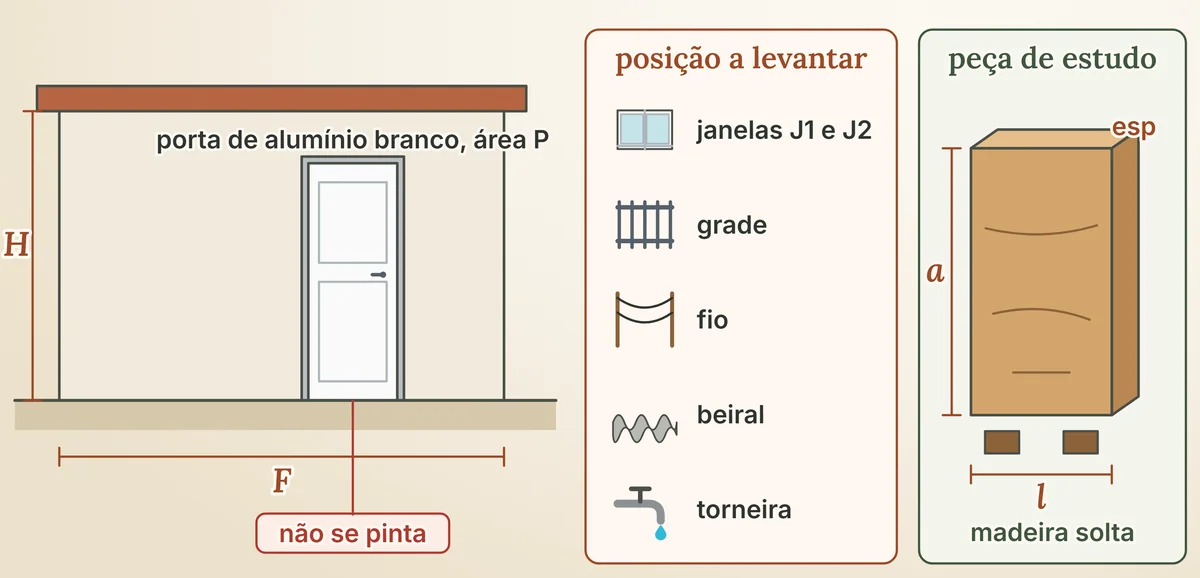 porta de alumínio branco, área P
H
F
não se pinta
posição a levantar
janelas J1 e J2
grade
fio
beiral
torneira
peça de estudo
esp
a
l
madeira solta